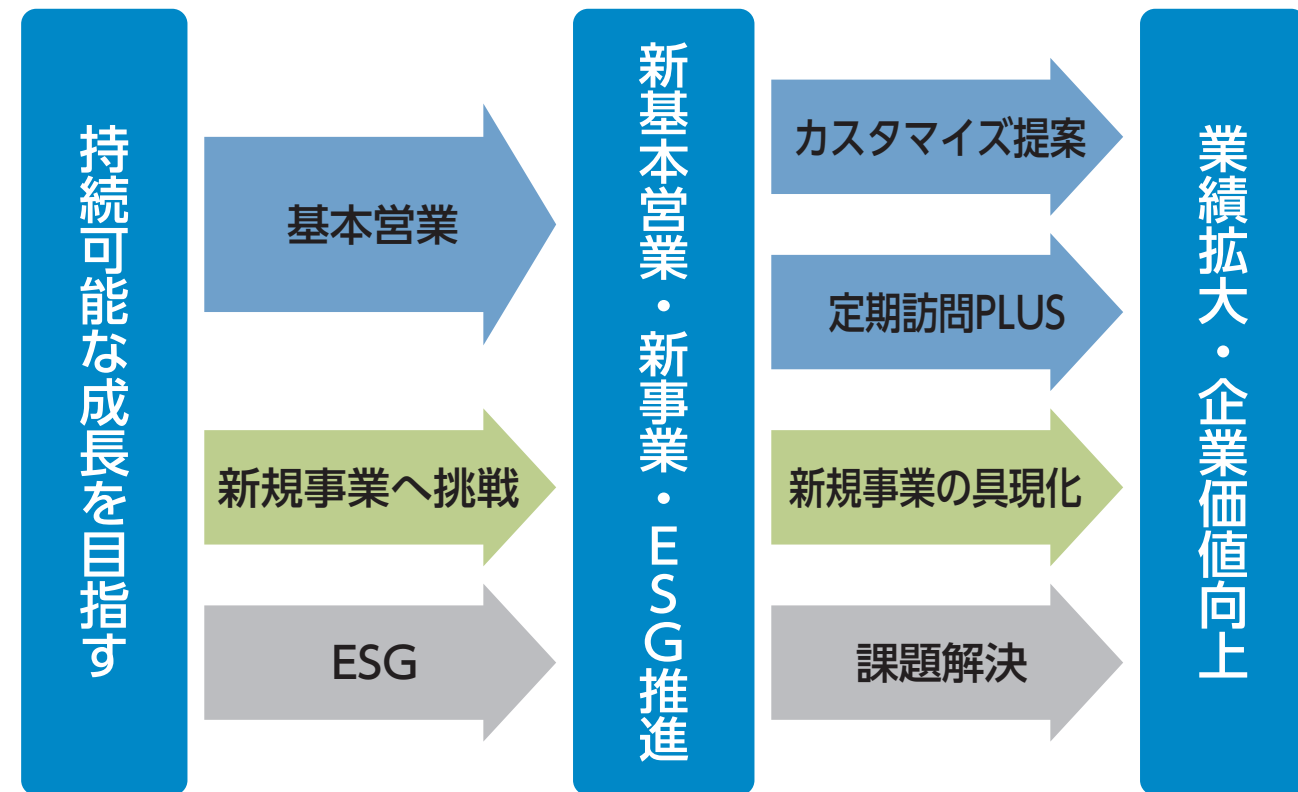 持続可能な成長を目指す
基本営業
新規事業へ挑戦
ESG
新基本営業・新事業・ESG推進
カスタマイズ提案
定期訪問PLUS
新規事業の具現化
課題解決
業績拡大・企業価値向上